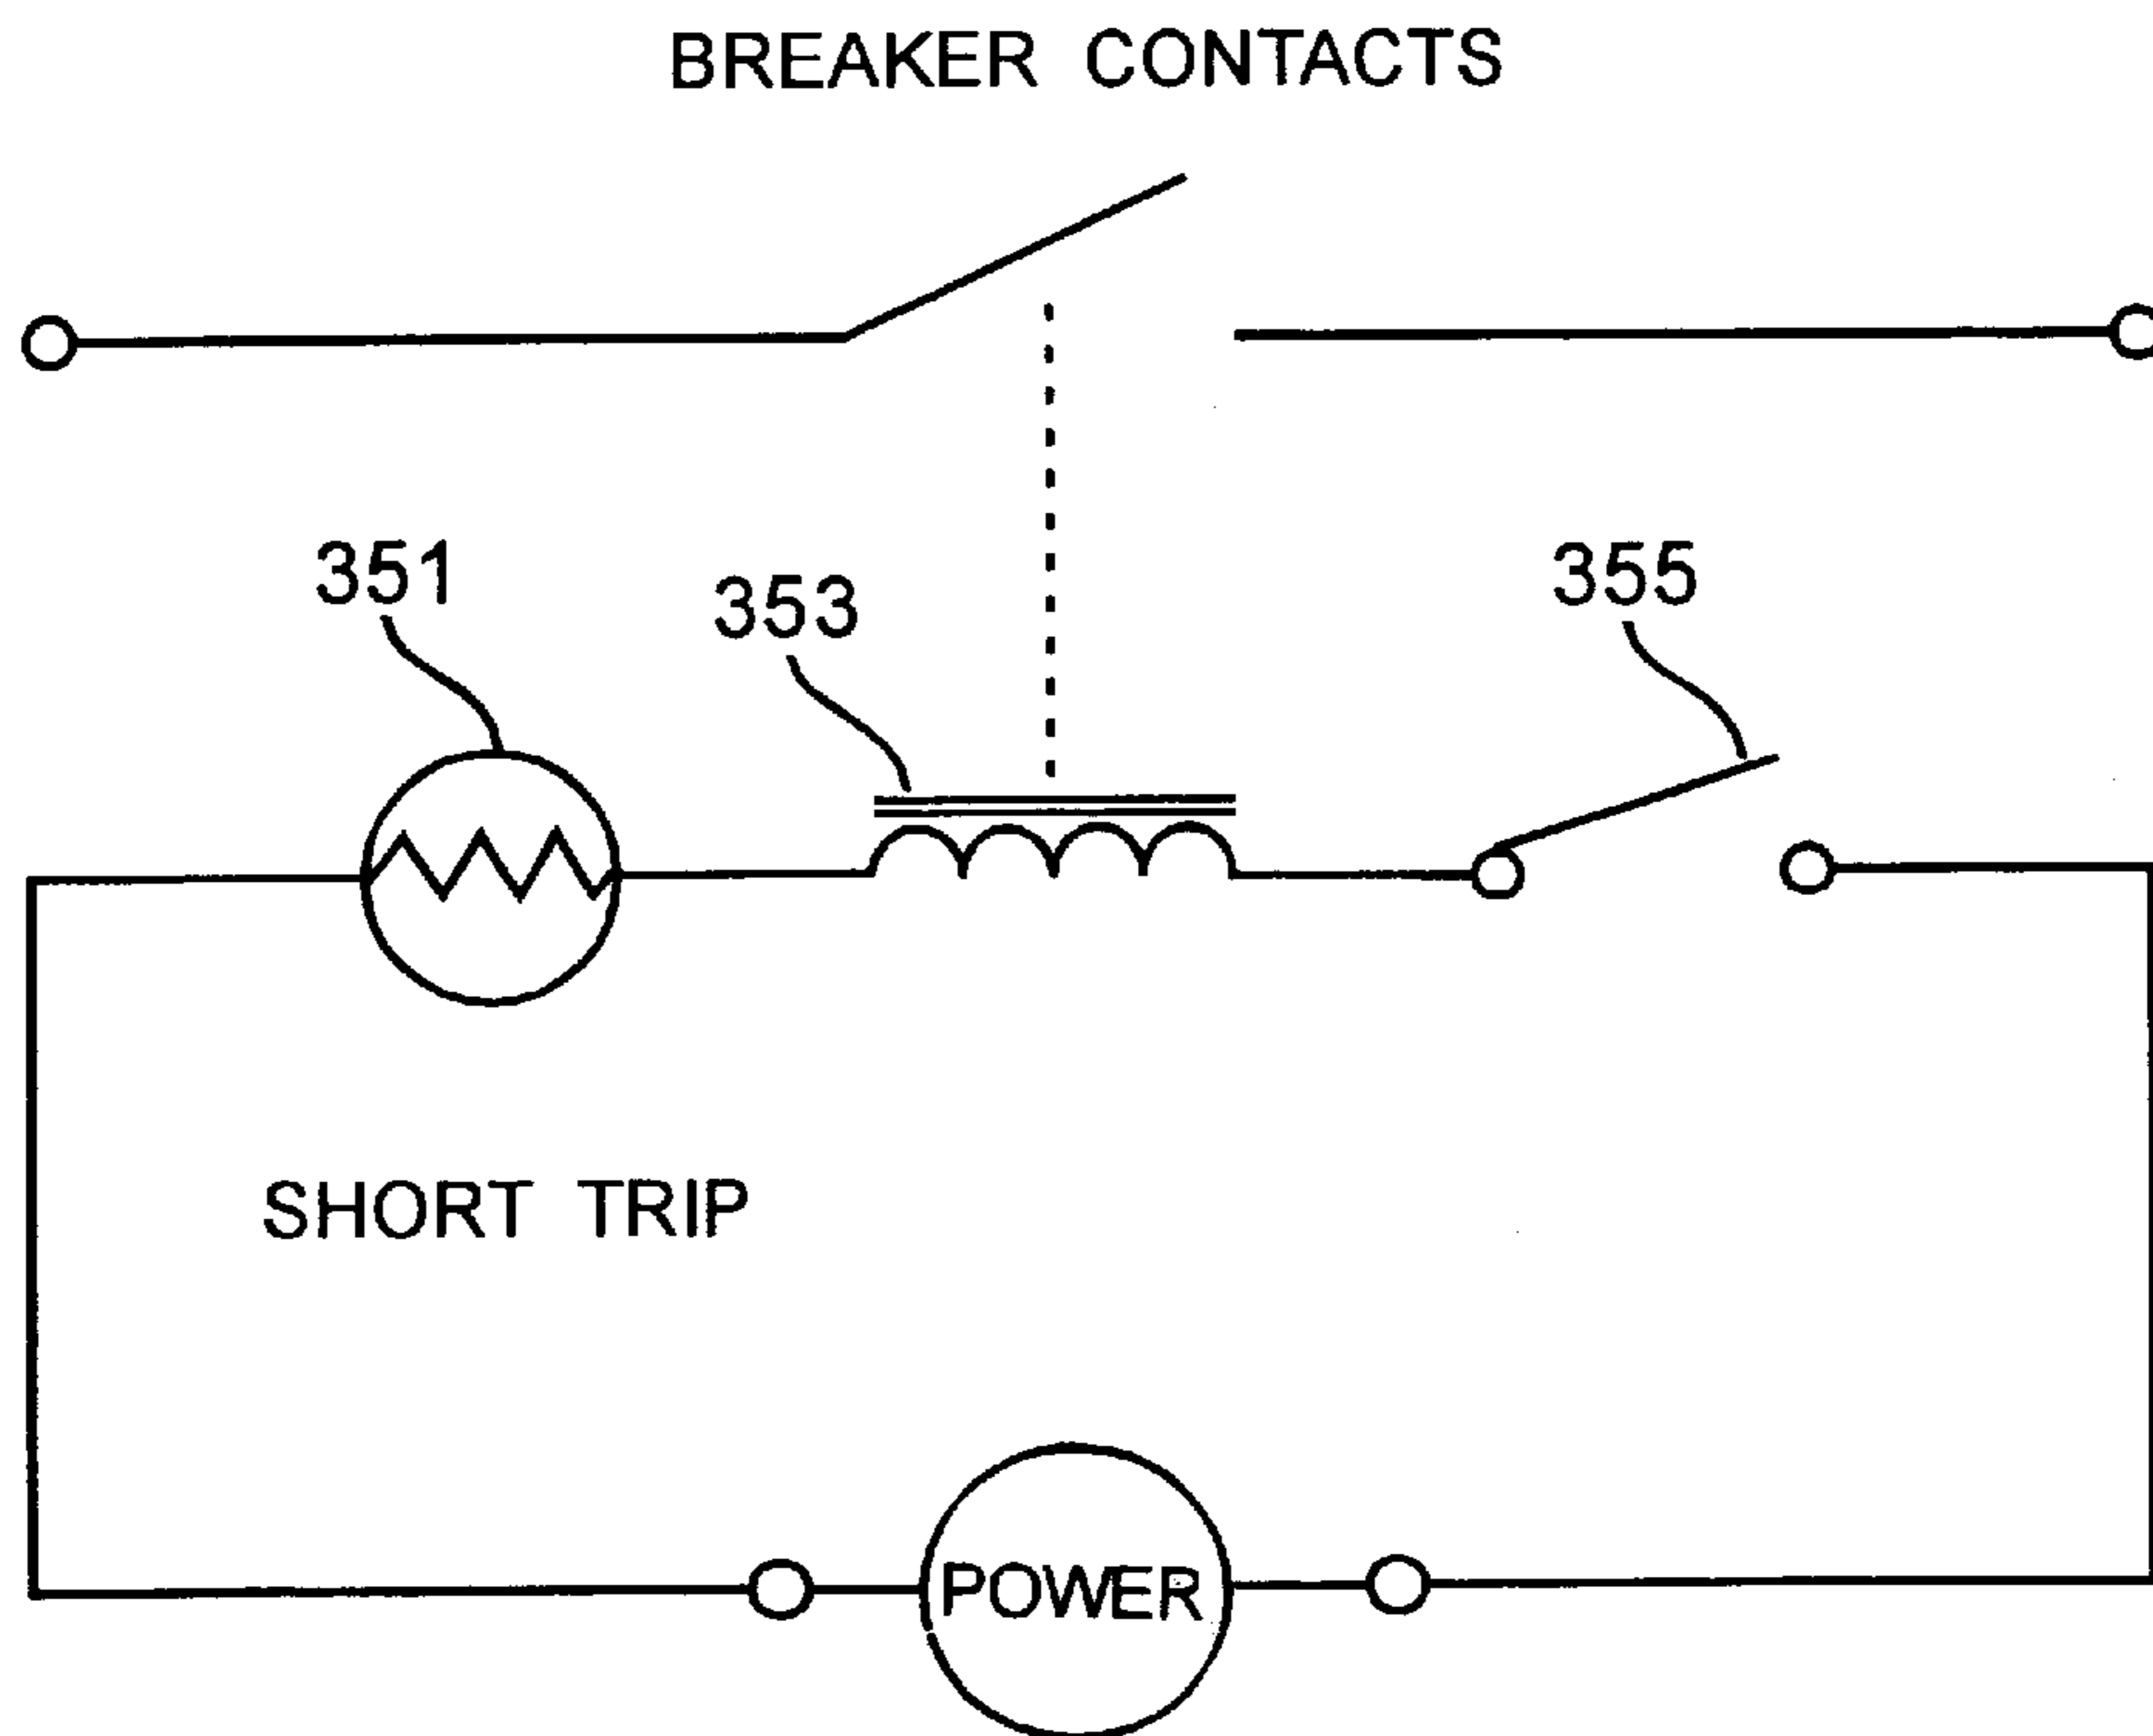 BREAKER CONTACTS
351
353
355
SHORT TRIP
POWER